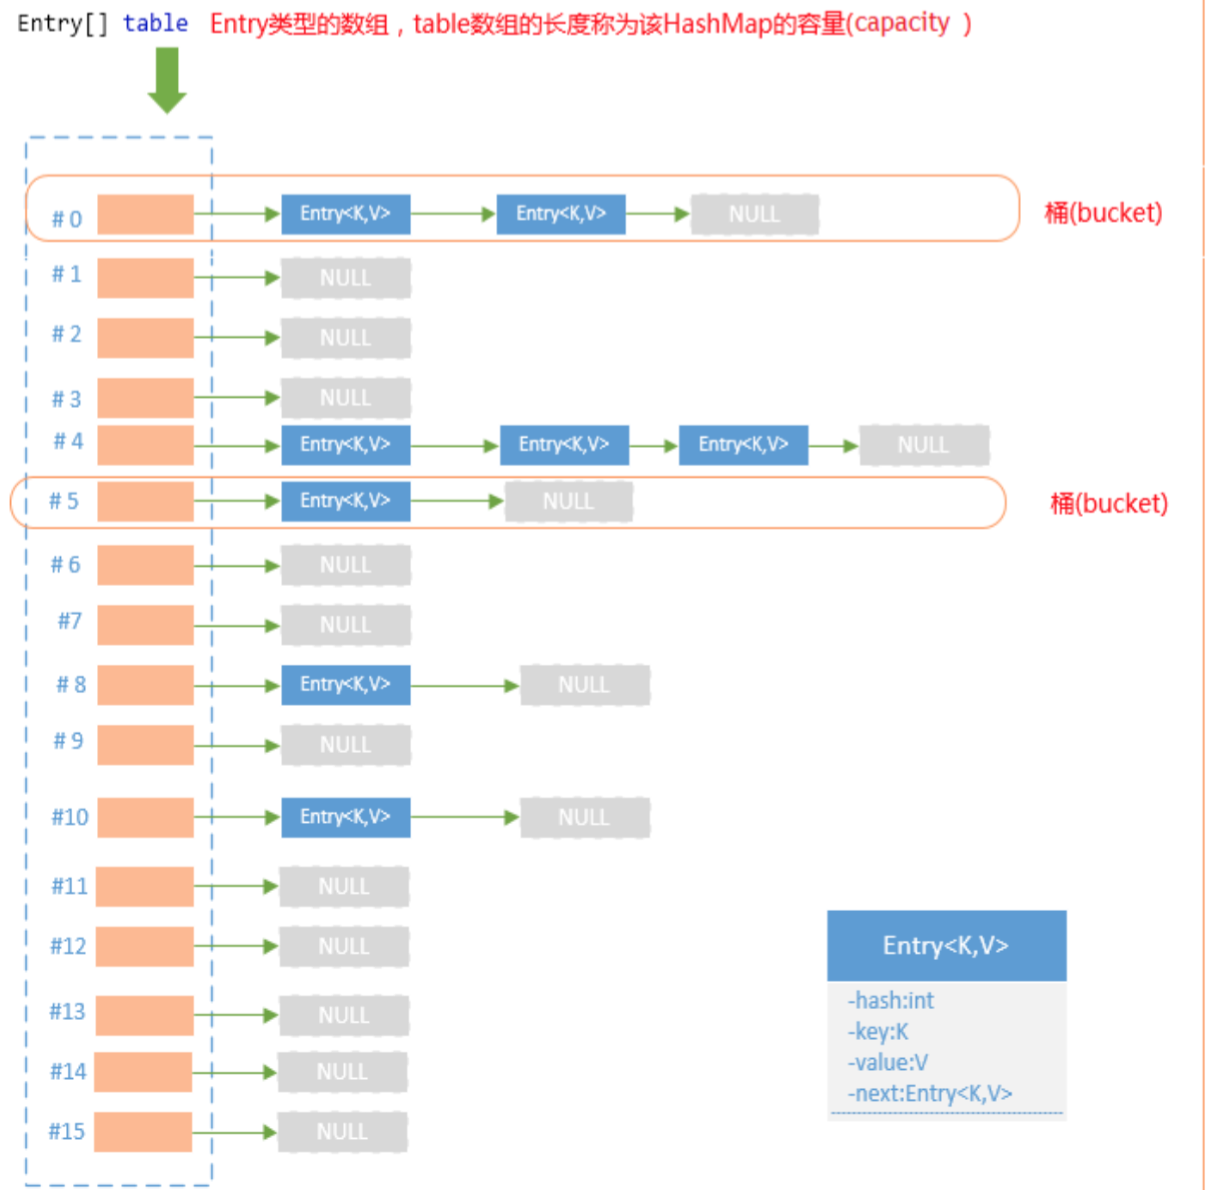 Entry[] table Entry类型的数组，table数组的长度称为该HashMap的容量(capacity )
# 0 Entry<K,V> Entry<K,V> NULL 桶(bucket)
# 1 NULL
# 2 NULL
# 3 NULL
# 4 Entry<K,V> Entry<K,V> Entry<K,V> NULL
# 5 Entry<K,V> NULL 桶(bucket)
# 6 NULL
#7 NULL
# 8 Entry<K,V> NULL
# 9 NULL
#10 Entry<K,V> NULL
#11 NULL
#12 NULL
#13 NULL
#14 NULL
#15 NULL
Entry<K,V>
-hash:int
-key:K
-value:V
-next:Entry<K,V>